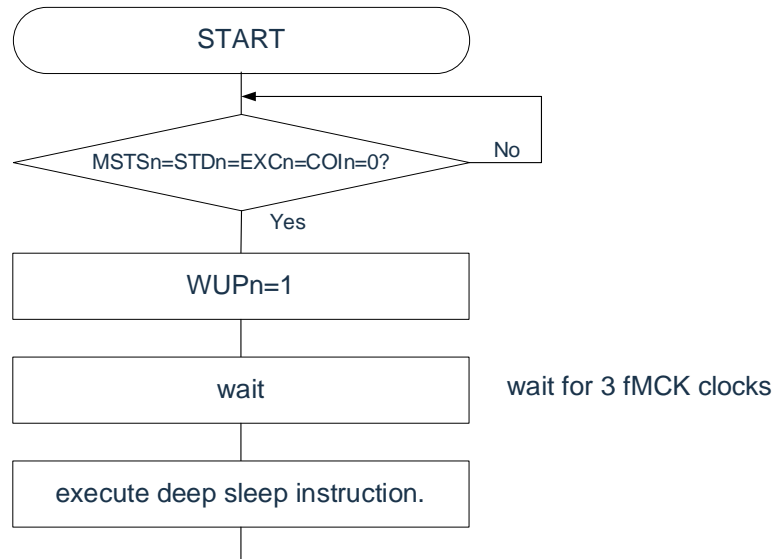 START
MSTSn=STDn=EXCn=COIn=0?
No
Yes
WUPn=1
wait
wait for 3 fMCK clocks
execute deep sleep instruction.